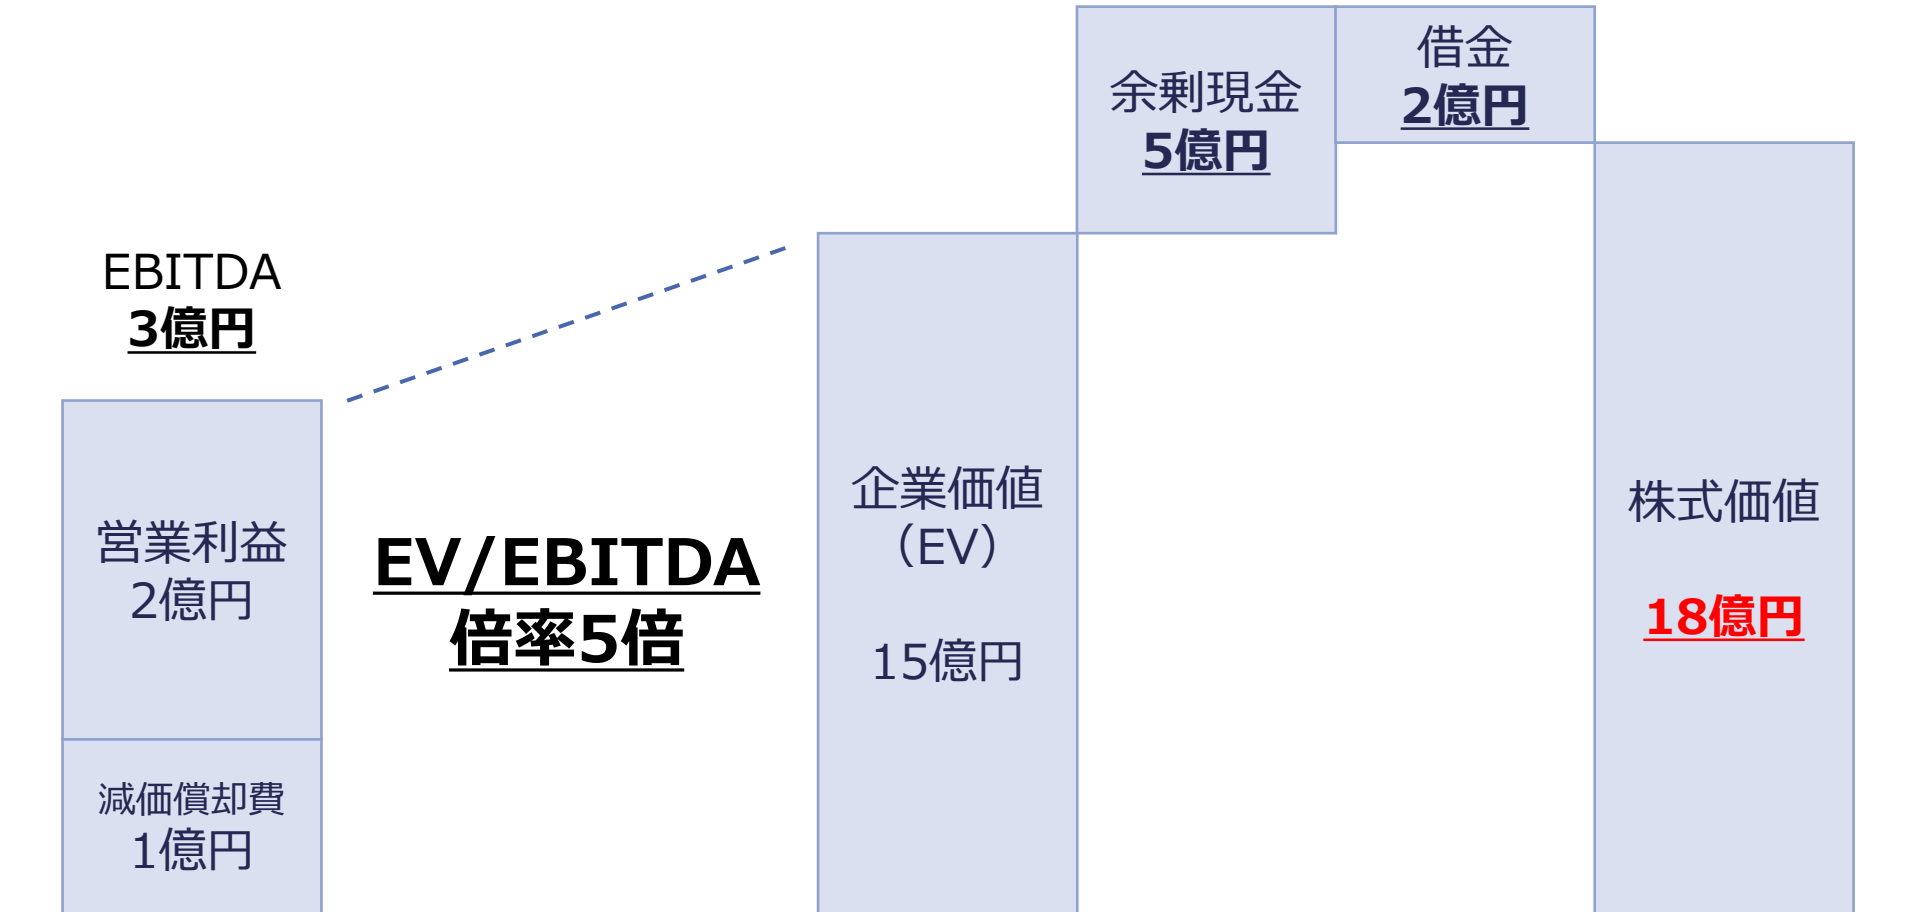 EBITDA
3億円
営業利益
2億円
減価償却費
1億円
EV/EBITDA
倍率5倍
企業価値
（EV）
15億円
余剰現金
5億円
借金
2億円
株式価値
18億円